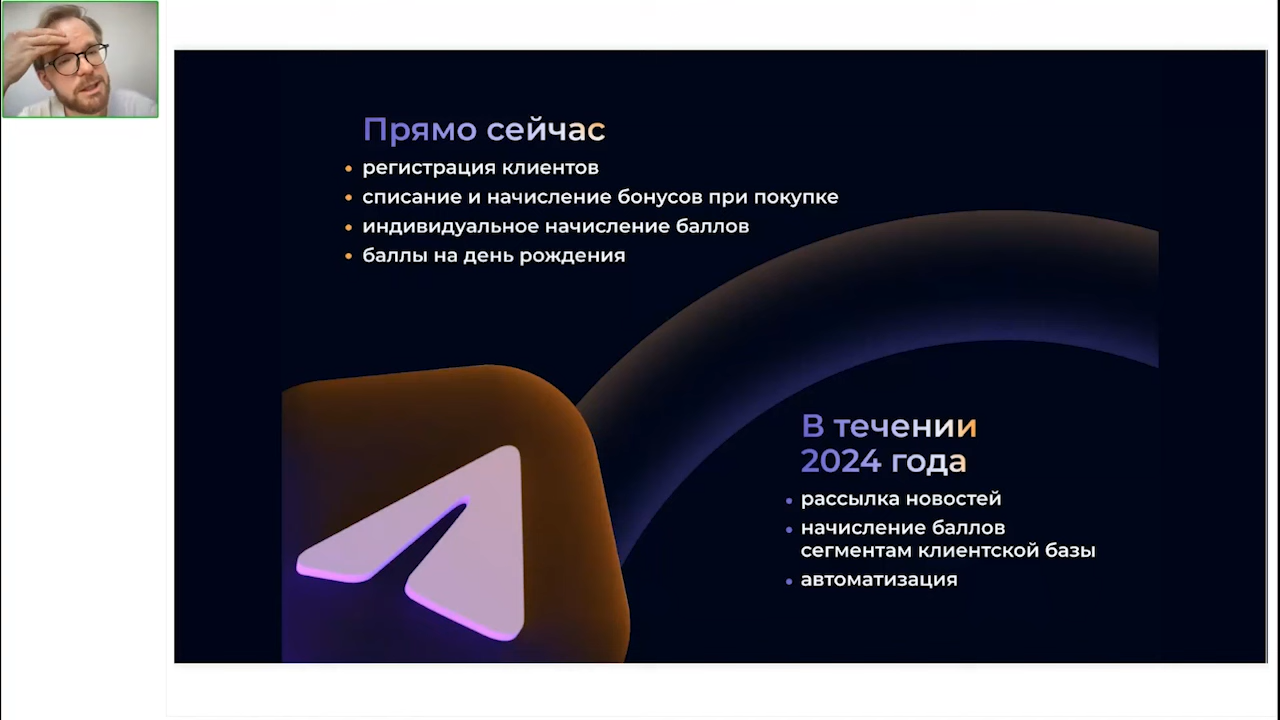 Прямо сейчас
регистрация клиентов
списание и начисление бонусов при покупке
индивидуальное начисление баллов
баллы на день рождения
В течении
2024 года
рассылка новостей
начисление баллов
сегментам клиентской базы
автоматизация